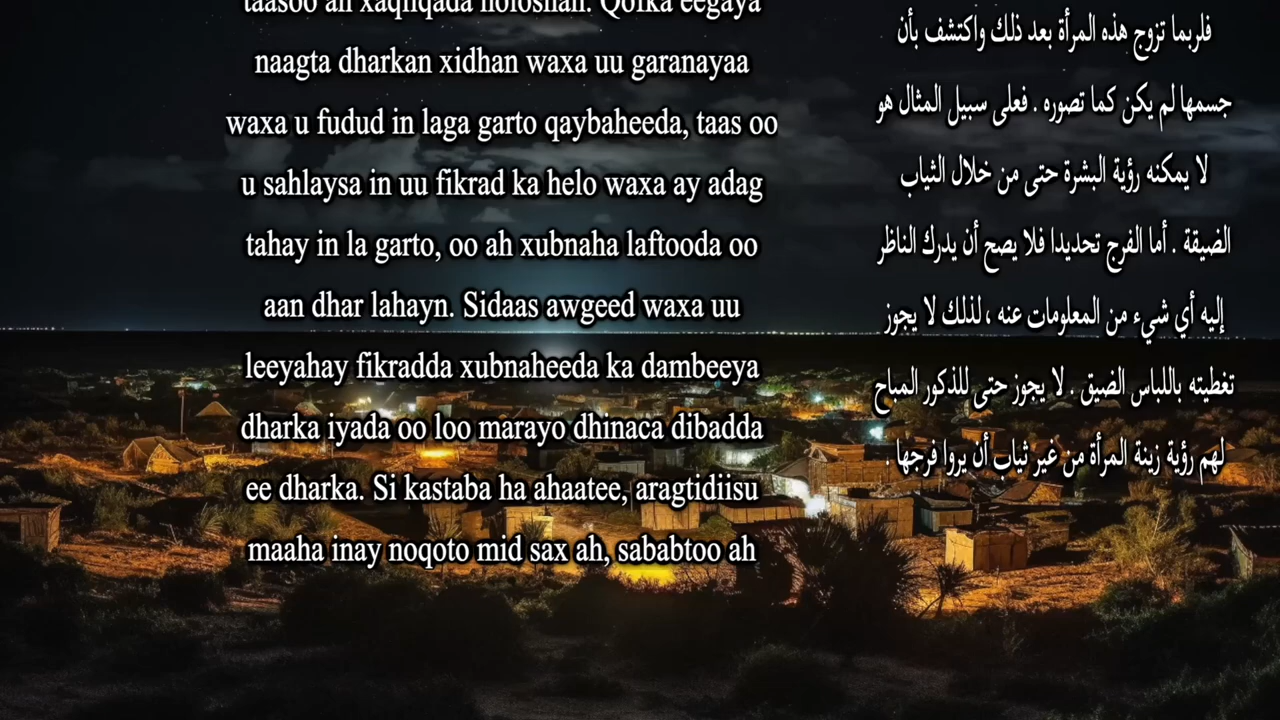 taasoo ah xaqiiqada noloshan. Qofka eegaya
naagta dharkan xidhan waxa uu garanayaa
waxa u fudud in laga garto qaybaheeda, taas oo
u sahlaysa in uu fikrad ka helo waxa ay adag
tahay in la garto, oo ah xubnaha laftooda oo
aan dhar lahayn. Sidaas awgeed waxa uu
leeyahay fikradda xubnaheeda ka dambeeya
dharka iyada oo loo marayo dhinaca dibadda
ee dharka. Si kastaba ha ahaatee, aragtidiisu
maaha inay noqoto mid sax ah, sababtoo ah
فلربما تزوج هذه المرأة بعد ذلك واكتشف بأن
جسمها لم يكن كما تصوره . فعلى سبيل المثال هو
لا يمكنه رؤية البشرة حتى من خلال الثياب
الضيقة . أما الفرج تحديدا فلا يصح أن يدرك الناظر
إليه أي شيء من المعلومات عنه ، لذلك لا يجوز
تغطيته باللباس الضيق . لا يجوز حتى للذكور المباح
لهم رؤية زينة المرأة من غير ثياب أن يروا فرجها .